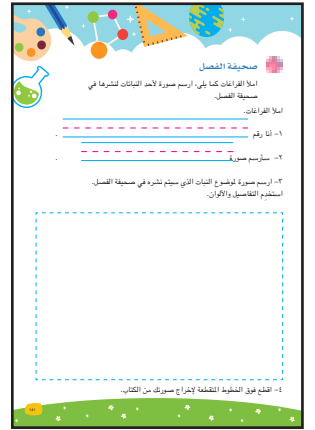 صحيفة الفصل
املأ الفراغات كما يلي، ارسم صورة لأحد النباتات لنشرها في
صحيفة الفصل.
املأ الفراغات.
١- أنا رقم .
٢- سأرسم صورة .
٣- ارسم صورة لموضوع النبات الذي سيتم نشره في صحيفة الفصل.
استخدِم التفاصيل والألوان.
٤- اقطع فوق الخطوط المتقطعة لإخراج صورتك من الكتاب.